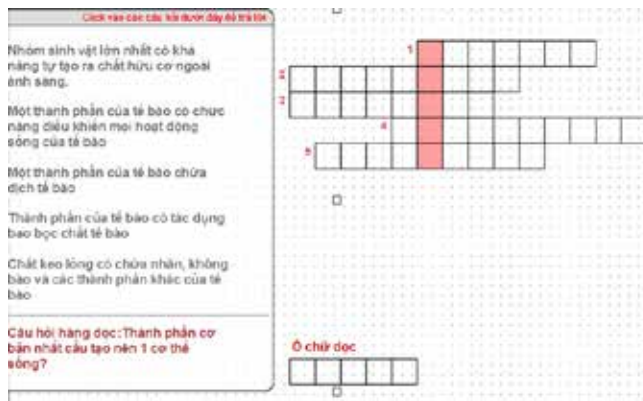 Click vào các câu hỏi dưới đây để trả lời
Nhóm sinh vật lớn nhất có khả
năng tự tạo ra chất hữu cơ ngoài
ánh sáng.
Một thành phần của tế bào có chức
năng điều khiển mọi hoạt động
sống của tế bào
Một thành phần của tế bào chứa
dịch tế bào
Thành phần của tế bào có tác dụng
bao bọc chất tế bào
Chất keo lỏng có chứa nhân, không
bào và các thành phần khác của tế
bào
Câu hỏi hàng dọc:Thành phần cơ
bản nhất cấu tạo nên 1 cơ thể
sống?
1
2
3
4
5
Ô chữ dọc